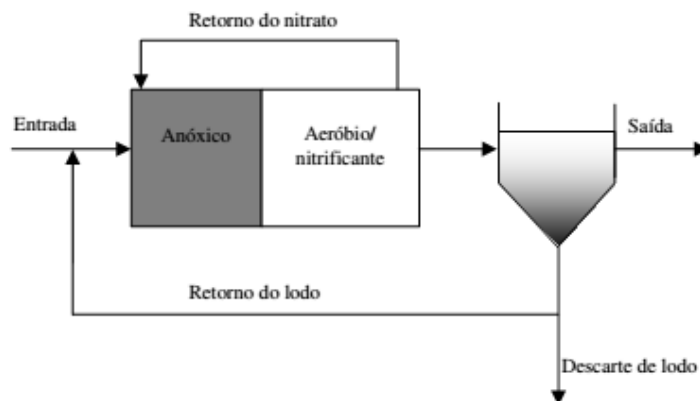 Retorno do nitrato
Entrada
Anóxico
Aeróbio/
nitrificante
Saída
Retorno do lodo
Descarte de lodo